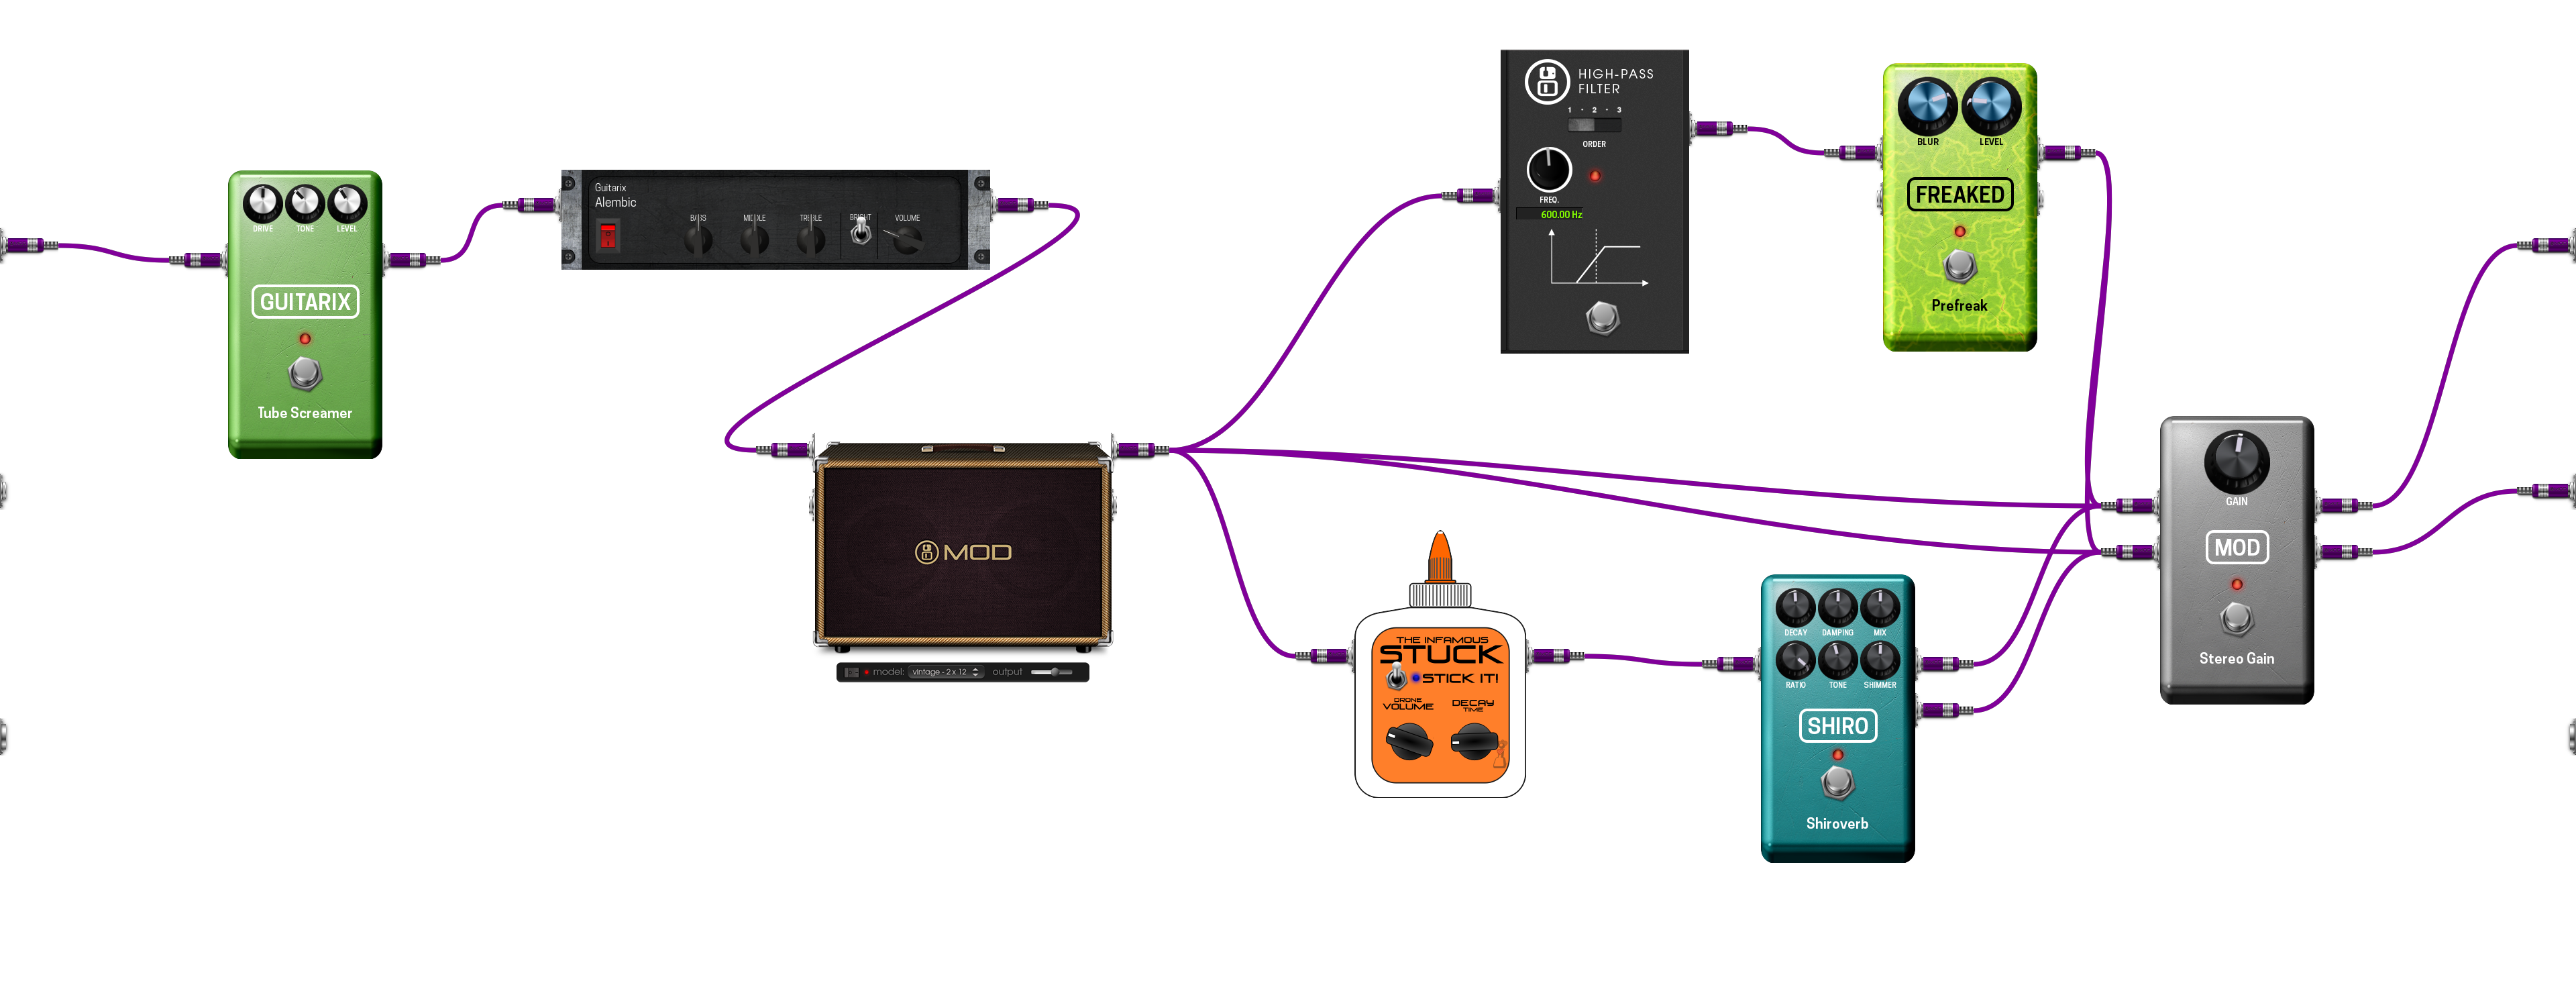 DRIVE TONE LEVEL
GUITARIX
Tube Screamer
Guitarix
Alembic
BASS MIDDLE TREBLE BRIGHT VOLUME
MOD
model: vintage - 2 x 12 output
HIGH-PASS
FILTER
1 • 2 • 3
ORDER
FREQ.
600.00 Hz
BLUR LEVEL
FREAKED
Prefreak
THE INFAMOUS
STUCK
STICK IT!
DRONE
VOLUME
DECAY
TIME
DECAY DAMPING MIX
RATIO TONE SHIMMER
SHIRO
Shiroverb
GAIN
MOD
Stereo Gain